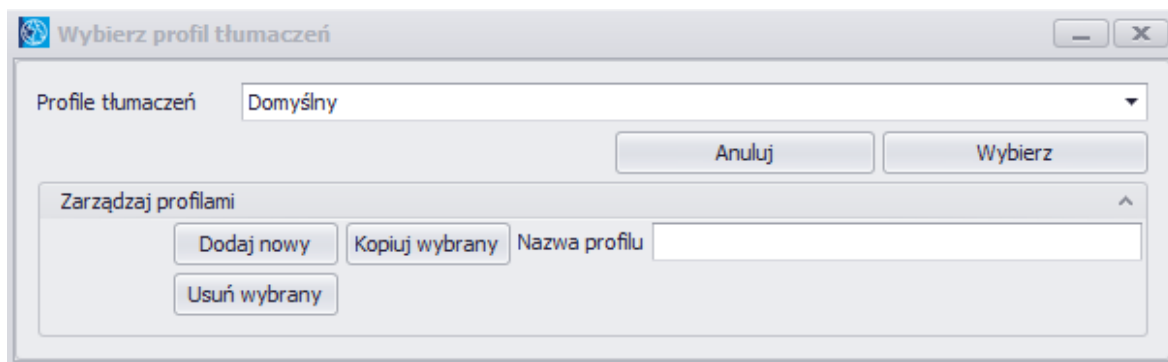 Wybierz profil tłumaczeń
Profile tłumaczeń Domyślny
Anuluj Wybierz
Zarządzaj profilami
Dodaj nowy Kopiuj wybrany Nazwa profilu
Usuń wybrany